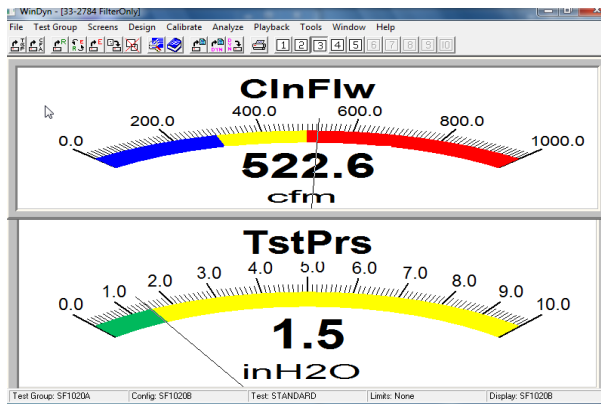 WinDyn - [33-2784 FilterOnly]
File Test Group Screens Design Calibrate Analyze Playback Tools Window Help
1 2 3 4 5 6 7 8 9 10
ClnFlw
0.0 200.0 400.0 600.0 800.0 1000.0
522.6
cfm
TstPrs
0.0 1.0 2.0 3.0 4.0 5.0 6.0 7.0 8.0 9.0 10.0
1.5
inH2O
Test Group: SF1020A Config: SF1020B Test: STANDARD Limits: None Display: SF1020B